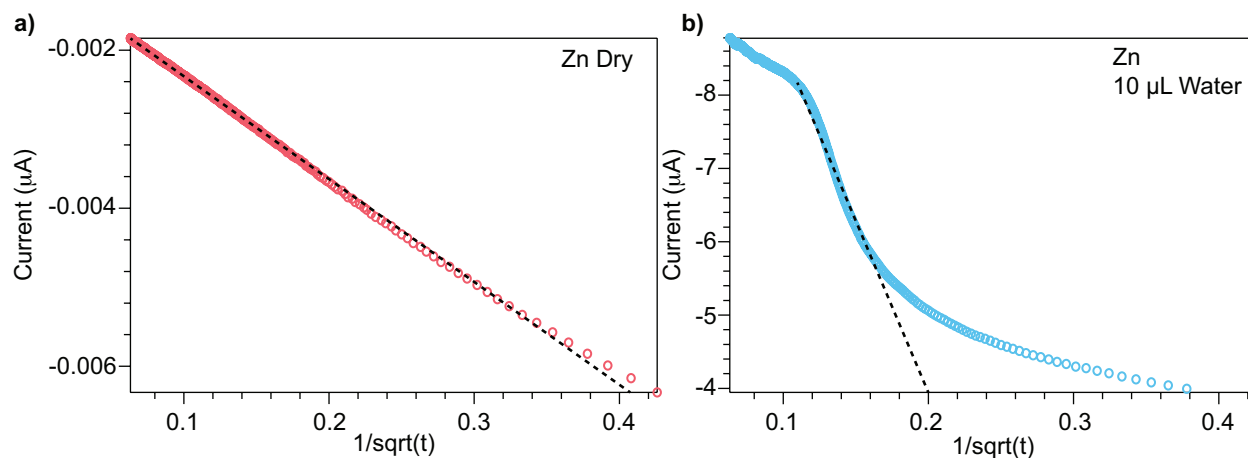 a)
Zn Dry
Current (µA)
-0.002
-0.004
-0.006
0.1
0.2
0.3
0.4
1/sqrt(t)
b)
Zn
10 µL Water
Current (µA)
-8
-7
-6
-5
-4
0.1
0.2
0.3
0.4
1/sqrt(t)